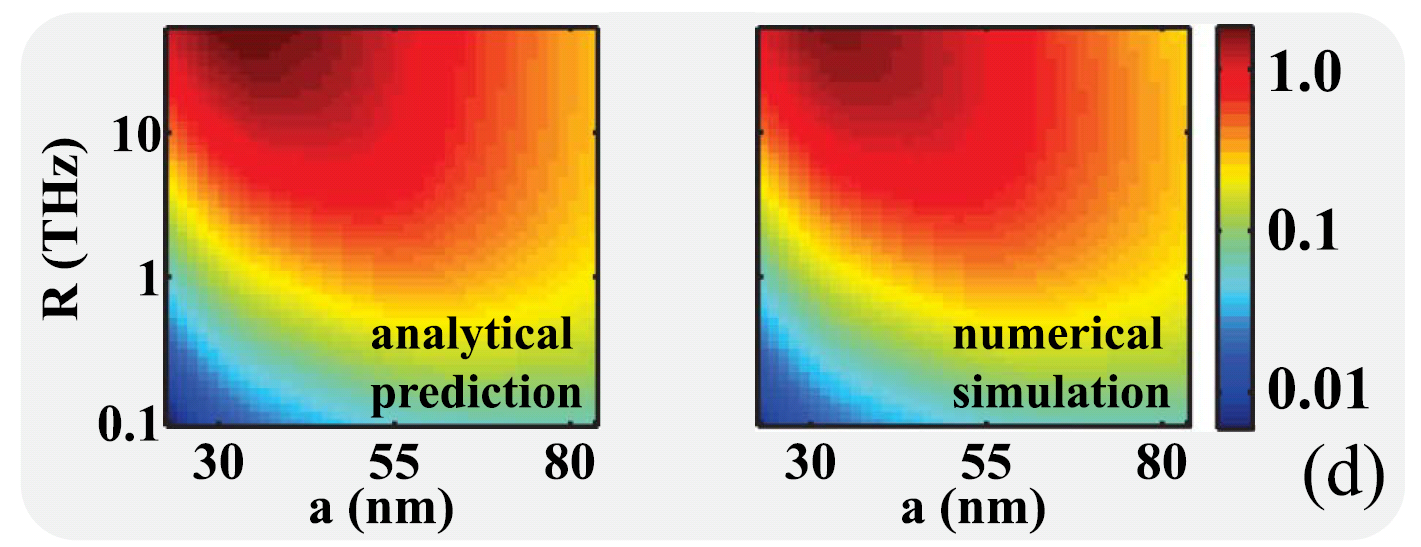 R (THz)
10
1
0.1
analytical
prediction
30 55 80
a (nm)
numerical
simulation
30 55 80
a (nm)
1.0
0.1
0.01
(d)